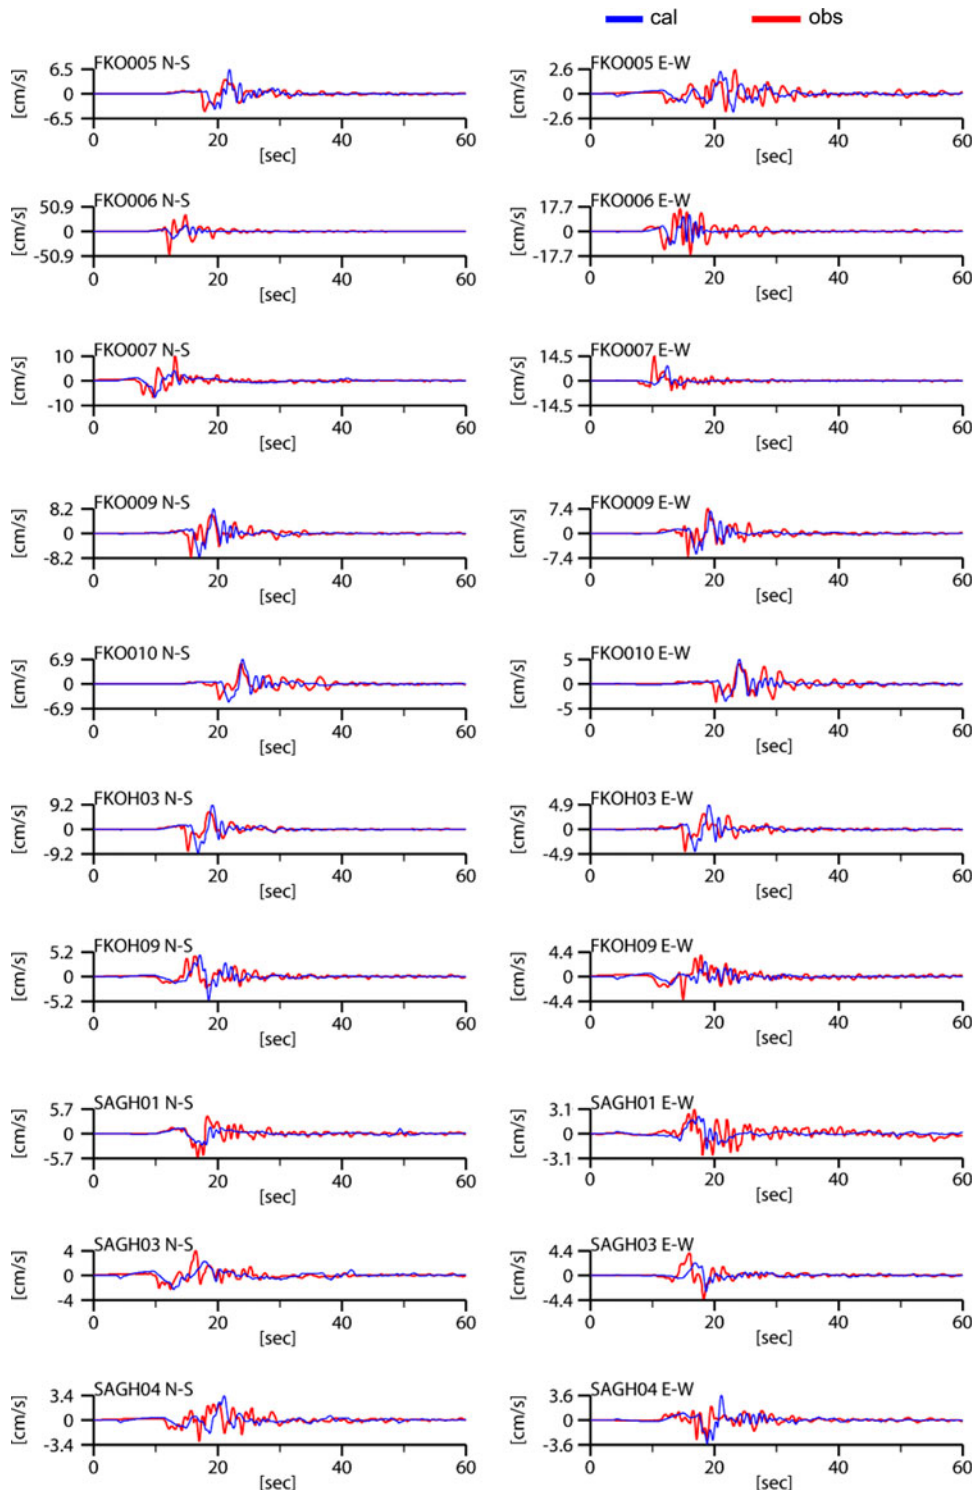 cal obs
FKO005 N-S FKO005 E-W
[cm/s] 6.5 0 -6.5 [cm/s] 2.6 0 -2.6
0 20 40 60 0 20 40 60
[sec] [sec]
FKO006 N-S FKO006 E-W
[cm/s] 50.9 0 -50.9 [cm/s] 17.7 0 -17.7
0 20 40 60 0 20 40 60
[sec] [sec]
FKO007 N-S FKO007 E-W
[cm/s] 10 0 -10 [cm/s] 14.5 0 -14.5
0 20 40 60 0 20 40 60
[sec] [sec]
FKO009 N-S FKO009 E-W
[cm/s] 8.2 0 -8.2 [cm/s] 7.4 0 -7.4
0 20 40 60 0 20 40 60
[sec] [sec]
FKO010 N-S FKO010 E-W
[cm/s] 6.9 0 -6.9 [cm/s] 5 0 -5
0 20 40 60 0 20 40 60
[sec] [sec]
FKOH03 N-S FKOH03 E-W
[cm/s] 9.2 0 -9.2 [cm/s] 4.9 0 -4.9
0 20 40 60 0 20 40 60
[sec] [sec]
FKOH09 N-S FKOH09 E-W
[cm/s] 5.2 0 -5.2 [cm/s] 4.4 0 -4.4
0 20 40 60 0 20 40 60
[sec] [sec]
SAGH01 N-S SAGH01 E-W
[cm/s] 5.7 0 -5.7 [cm/s] 3.1 0 -3.1
0 20 40 60 0 20 40 60
[sec] [sec]
SAGH03 N-S SAGH03 E-W
[cm/s] 4 0 -4 [cm/s] 4.4 0 -4.4
0 20 40 60 0 20 40 60
[sec] [sec]
SAGH04 N-S SAGH04 E-W
[cm/s] 3.4 0 -3.4 [cm/s] 3.6 0 -3.6
0 20 40 60 0 20 40 60
[sec] [sec]